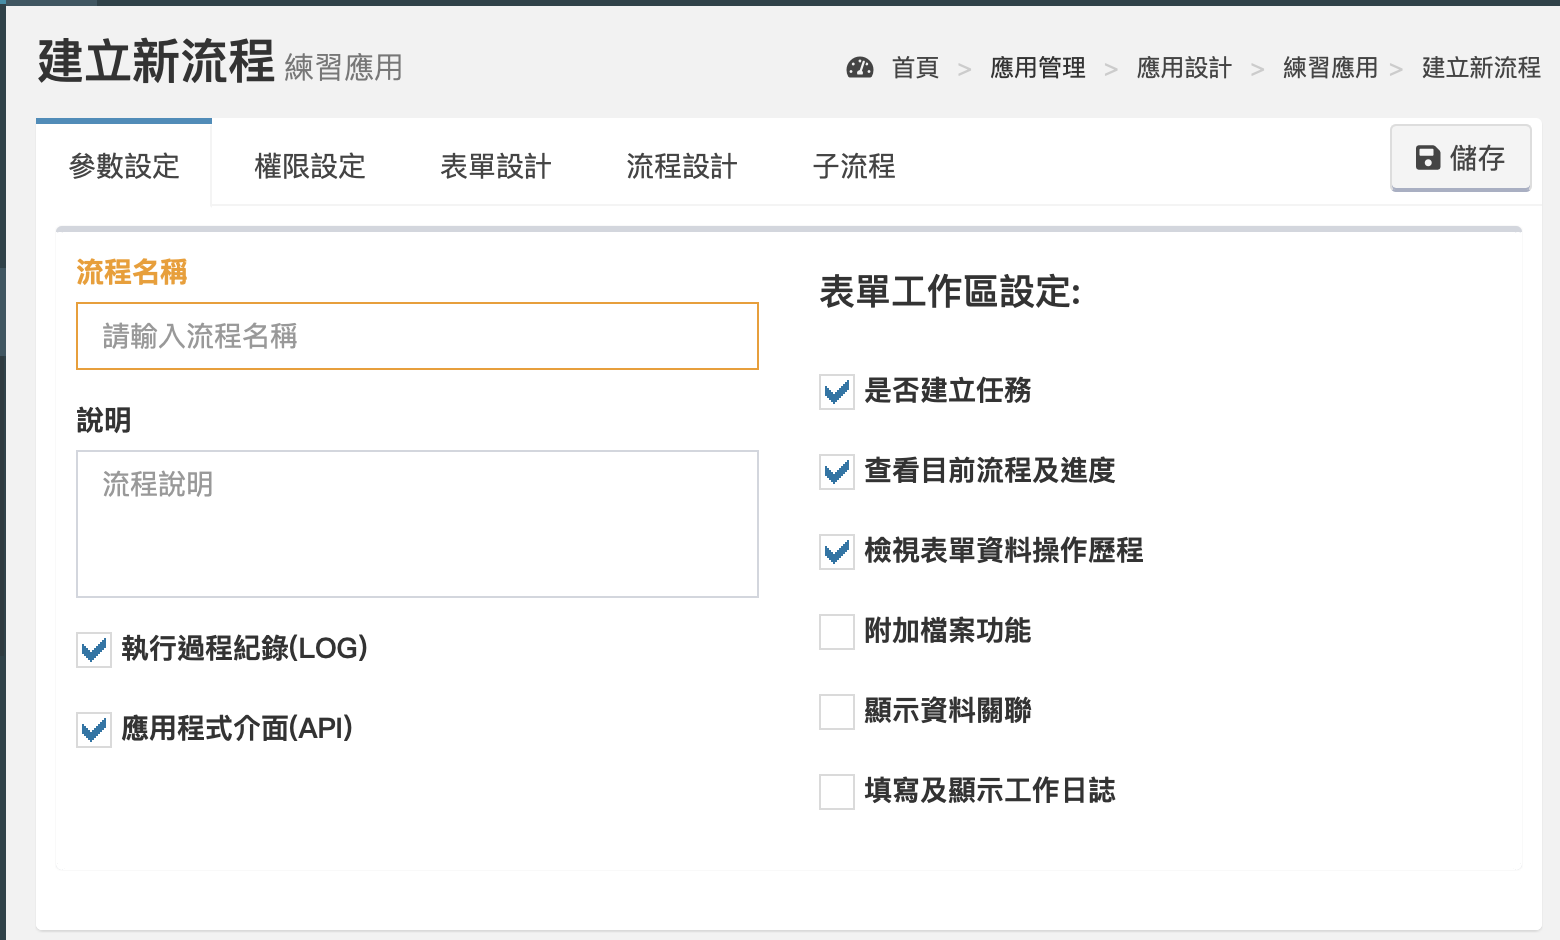 建立新流程 練習應用
首頁 > 應用管理 > 應用設計 > 練習應用 > 建立新流程
參數設定 權限設定 表單設計 流程設計 子流程 儲存
流程名稱
請輸入流程名稱
說明
流程說明
執行過程紀錄(LOG)
應用程式介面(API)
表單工作區設定:
是否建立任務
查看目前流程及進度
檢視表單資料操作歷程
附加檔案功能
顯示資料關聯
填寫及顯示工作日誌